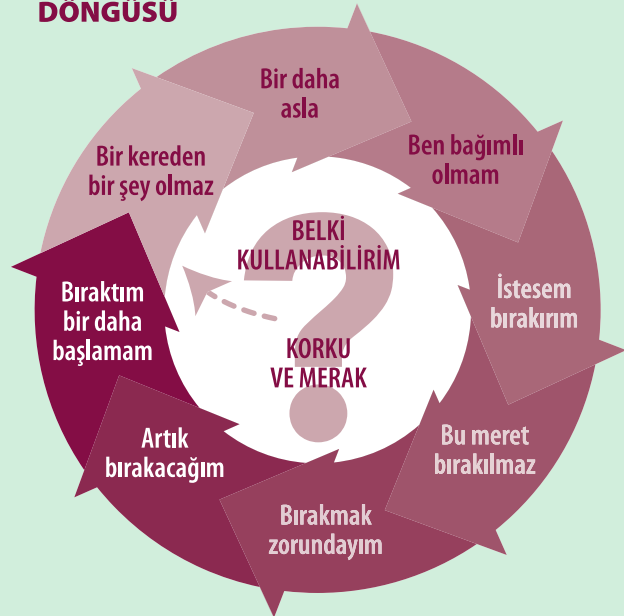 DÖNGÜSÜ
Bir kereden
bir şey olmaz
Bir daha
asla
Ben bağımlı
olmam
İstesem
bırakırım
Bu meret
bırakılmaz
Bırakmak
zorundayım
Artık
bırakacağım
Bıraktım
bir daha
başlamam
BELKİ
KULLANABİLİRİM
KORKU
VE MERAK
?